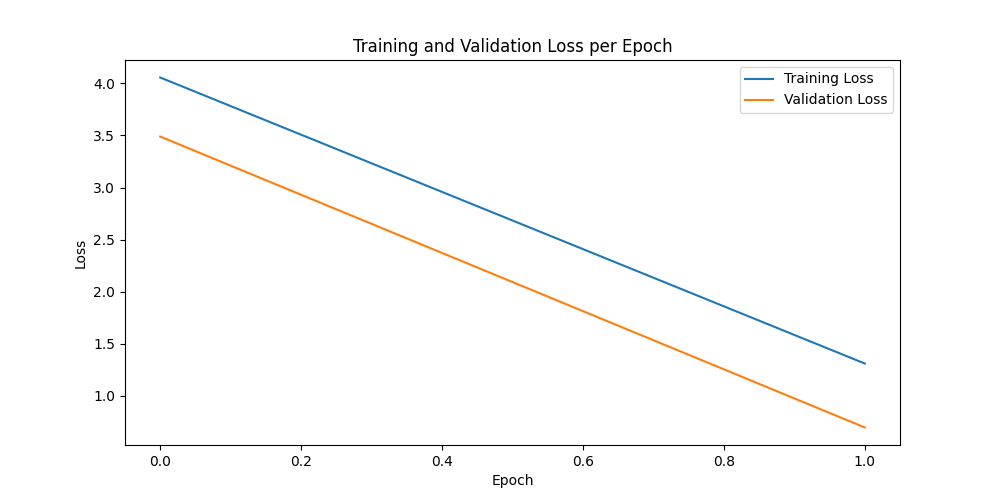 Training and Validation Loss per Epoch
Training Loss
Validation Loss
Loss
4.0
3.5
3.0
2.5
2.0
1.5
1.0
0.0 0.2 0.4 0.6 0.8 1.0
Epoch